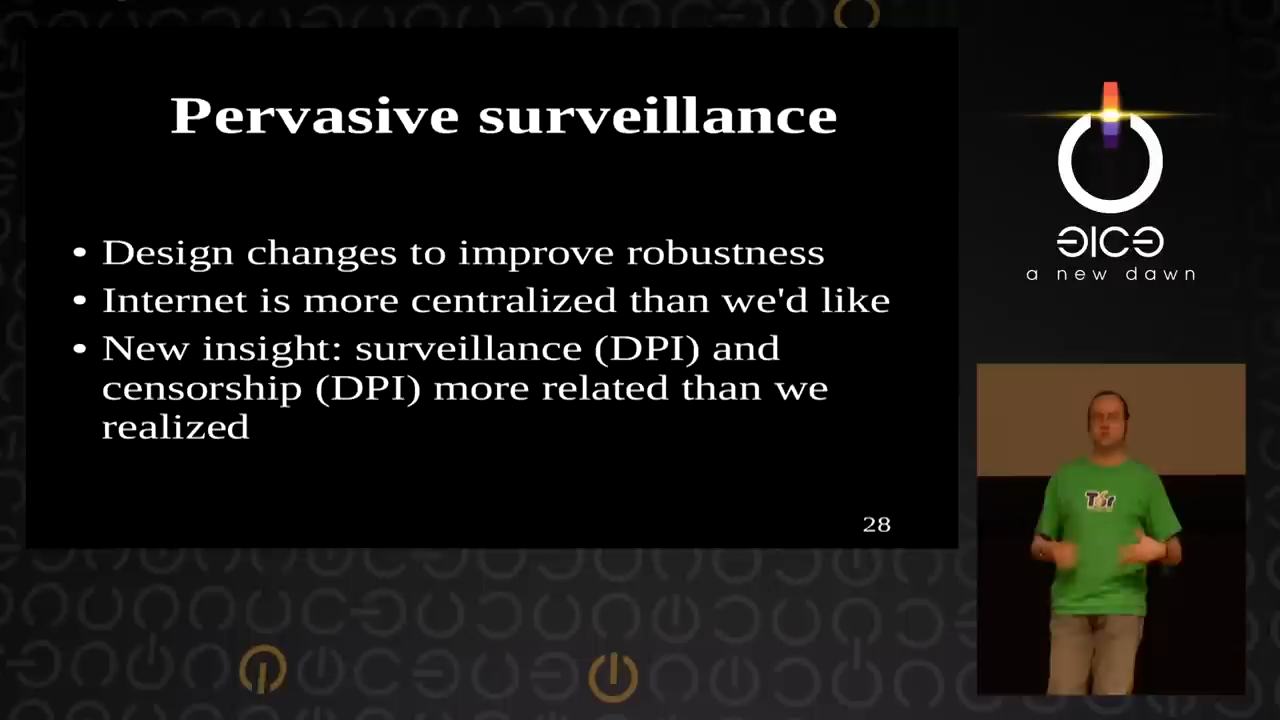 Pervasive surveillance
• Design changes to improve robustness
• Internet is more centralized than we'd like
• New insight: surveillance (DPI) and
censorship (DPI) more related than we
realized
28
a new dawn
Tor